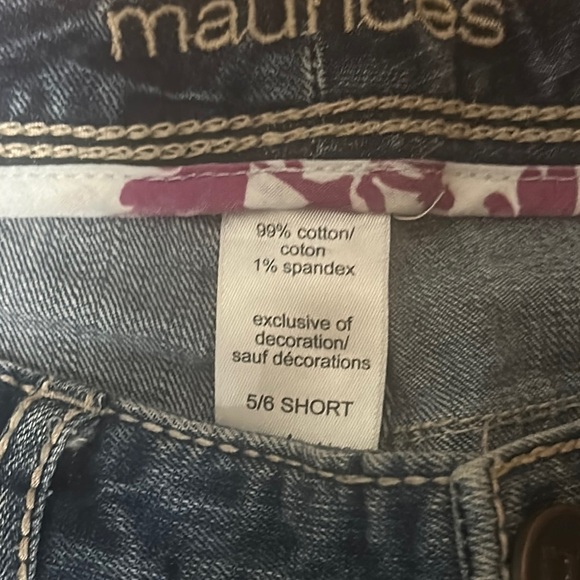 maurices
99% cotton/
coton
1% spandex
exclusive of
decoration/
sauf décorations
5/6 SHORT